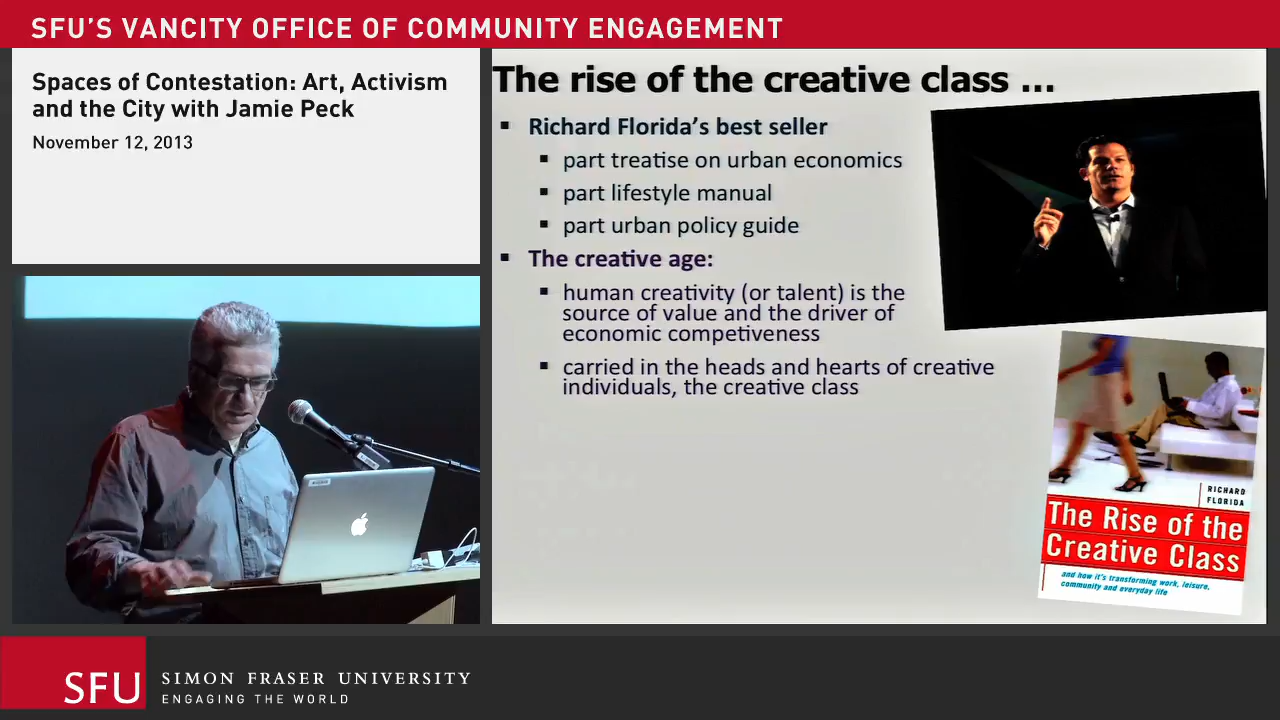 SFU'S VANCITY OFFICE OF COMMUNITY ENGAGEMENT
Spaces of Contestation: Art, Activism
and the City with Jamie Peck
November 12, 2013
The rise of the creative class ...
Richard Florida's best seller
part treatise on urban economics
part lifestyle manual
part urban policy guide
The creative age:
human creativity (or talent) is the
source of value and the driver of
economic competiveness
carried in the heads and hearts of creative
individuals, the creative class
RICHARD
FLORIDA
The Rise of the
Creative Class
and how it's transforming work, leisure,
community and everyday life
SFU
SIMON FRASER UNIVERSITY
ENGAGING THE WORLD